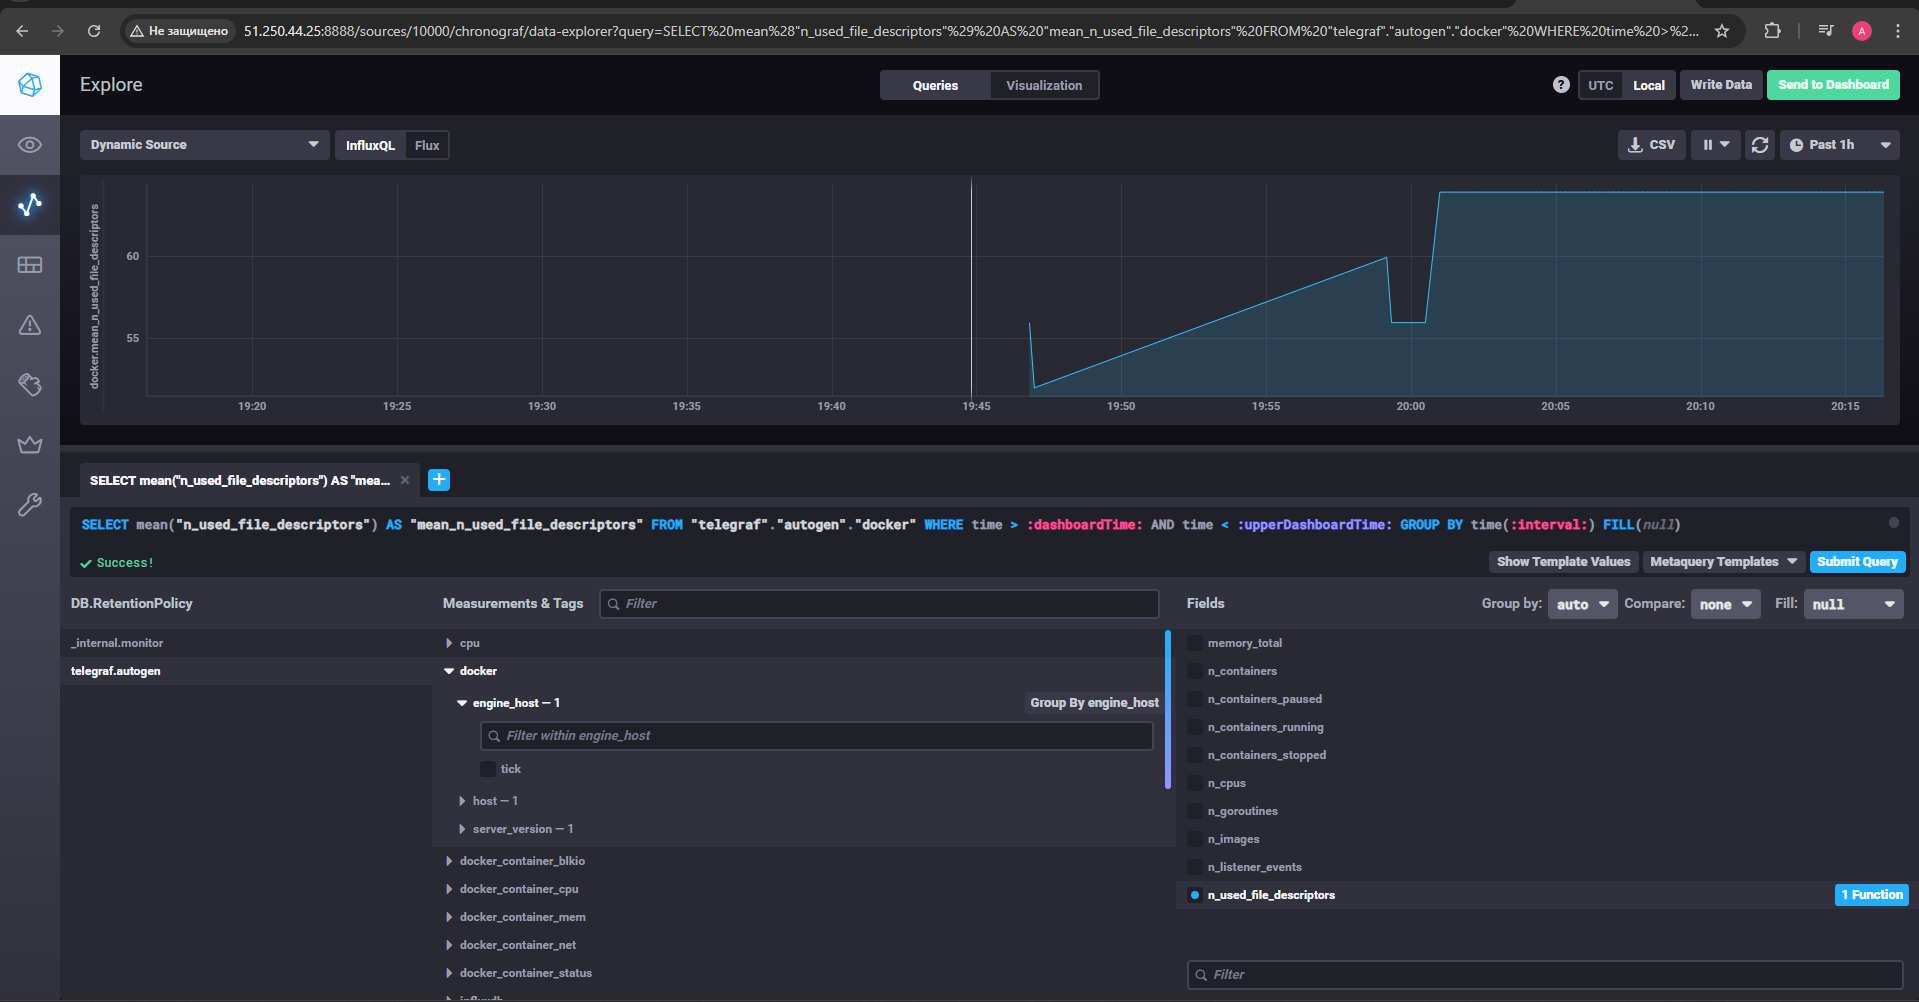 Не защищено
51.250.44.25:8888/sources/10000/chronograf/data-explorer?query=SELECT%20mean%28"n_used_file_descriptors"%29%20AS%20"mean_n_used_file_descriptors"%20FROM%20"telegraf"."autogen"."docker"%20WHERE%20time%20>%2...
A
Explore
Queries
Visualization
?
UTC
Local
Write Data
Send to Dashboard
Dynamic Source
InfluxQL
Flux
CSV
Past 1h
docker.mean_n_used_file_descriptors
60
55
19:20
19:25
19:30
19:35
19:40
19:45
19:50
19:55
20:00
20:05
20:10
20:15
SELECT mean("n_used_file_descriptors") AS "mea...
SELECT mean("n_used_file_descriptors") AS "mean_n_used_file_descriptors" FROM "telegraf"."autogen"."docker" WHERE time > :dashboardTime: AND time < :upperDashboardTime: GROUP BY time(:interval:) FILL(null)
Success!
Show Template Values
Metaquery Templates
Submit Query
DB.RetentionPolicy
_internal.monitor
telegraf.autogen
Measurements & Tags
Filter
cpu
docker
engine_host — 1
Group By engine_host
Filter within engine_host
tick
host — 1
server_version — 1
docker_container_blkio
docker_container_cpu
docker_container_mem
docker_container_net
docker_container_status
influxdb
Fields
Group by:
auto
Compare:
none
Fill:
null
memory_total
n_containers
n_containers_paused
n_containers_running
n_containers_stopped
n_cpus
n_goroutines
n_images
n_listener_events
n_used_file_descriptors
1 Function
Filter